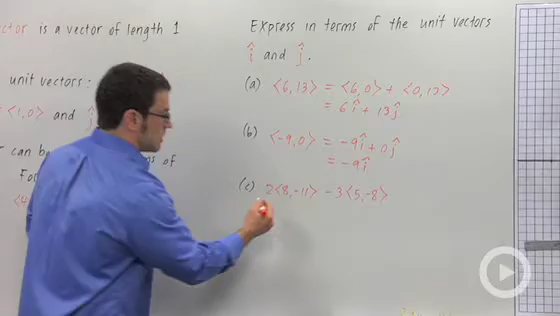 ctor is a vector of length 1
unit vectors.
⟨1,0⟩ and ĵ
r can be ms of
For
⟨4
Express in terms of the unit vectors
î and ĵ.
(a) ⟨6,13⟩ = ⟨6,0⟩ + ⟨0,13⟩
= 6î + 13ĵ
(b) ⟨-9,0⟩ = -9î + 0ĵ
= -9î
(c) 2⟨8,-11⟩ - 3⟨5,-8⟩